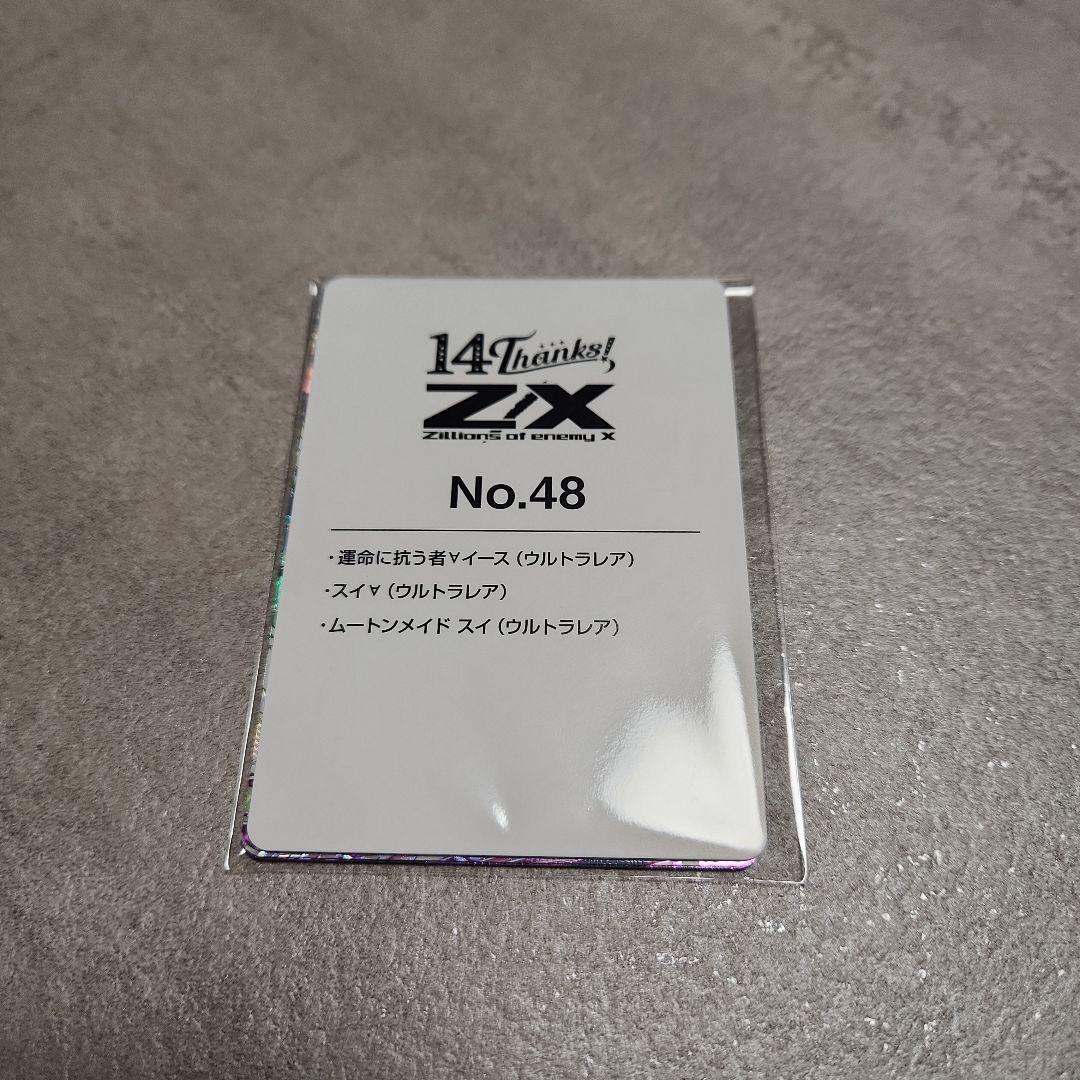 14 Thanks!
Z/X
Zillions of enemy X
No.48
・運命に抗う者∀イース（ウルトラレア）
・スイ∀（ウルトラレア）
・ムートンメイド スイ（ウルトラレア）